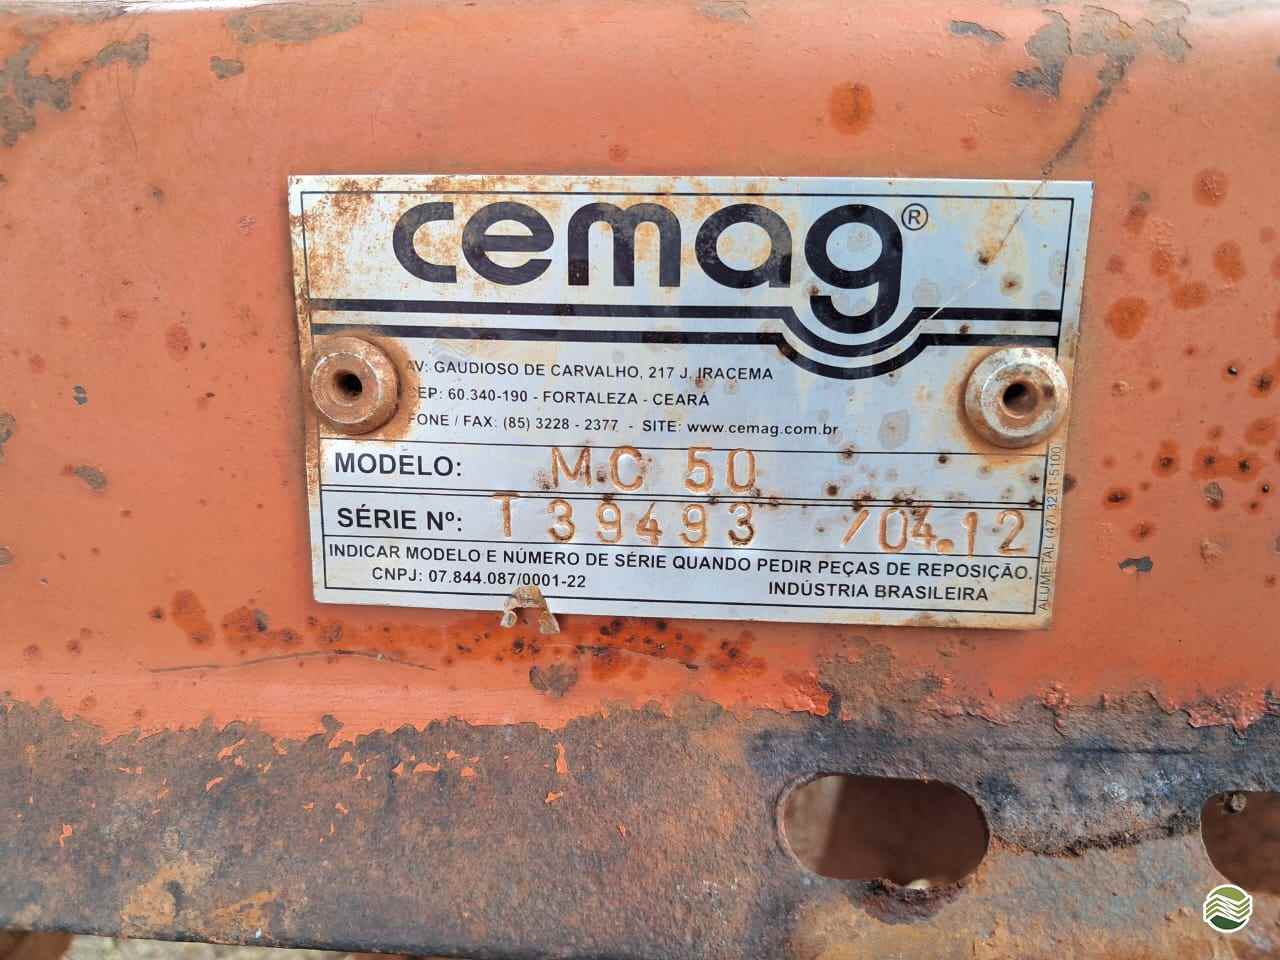 cemag®
AV: GAUDIOSO DE CARVALHO, 217 J. IRACEMA
CEP: 60.340-190 - FORTALEZA - CEARÁ
FONE / FAX: (85) 3228 - 2377 - SITE: www.cemag.com.br
MODELO: MC 50
SÉRIE Nº: T 39493 /04.12
INDICAR MODELO E NÚMERO DE SÉRIE QUANDO PEDIR PEÇAS DE REPOSIÇÃO.
CNPJ: 07.844.087/0001-22 INDÚSTRIA BRASILEIRA
ALUMETAL (47) 3231-5100